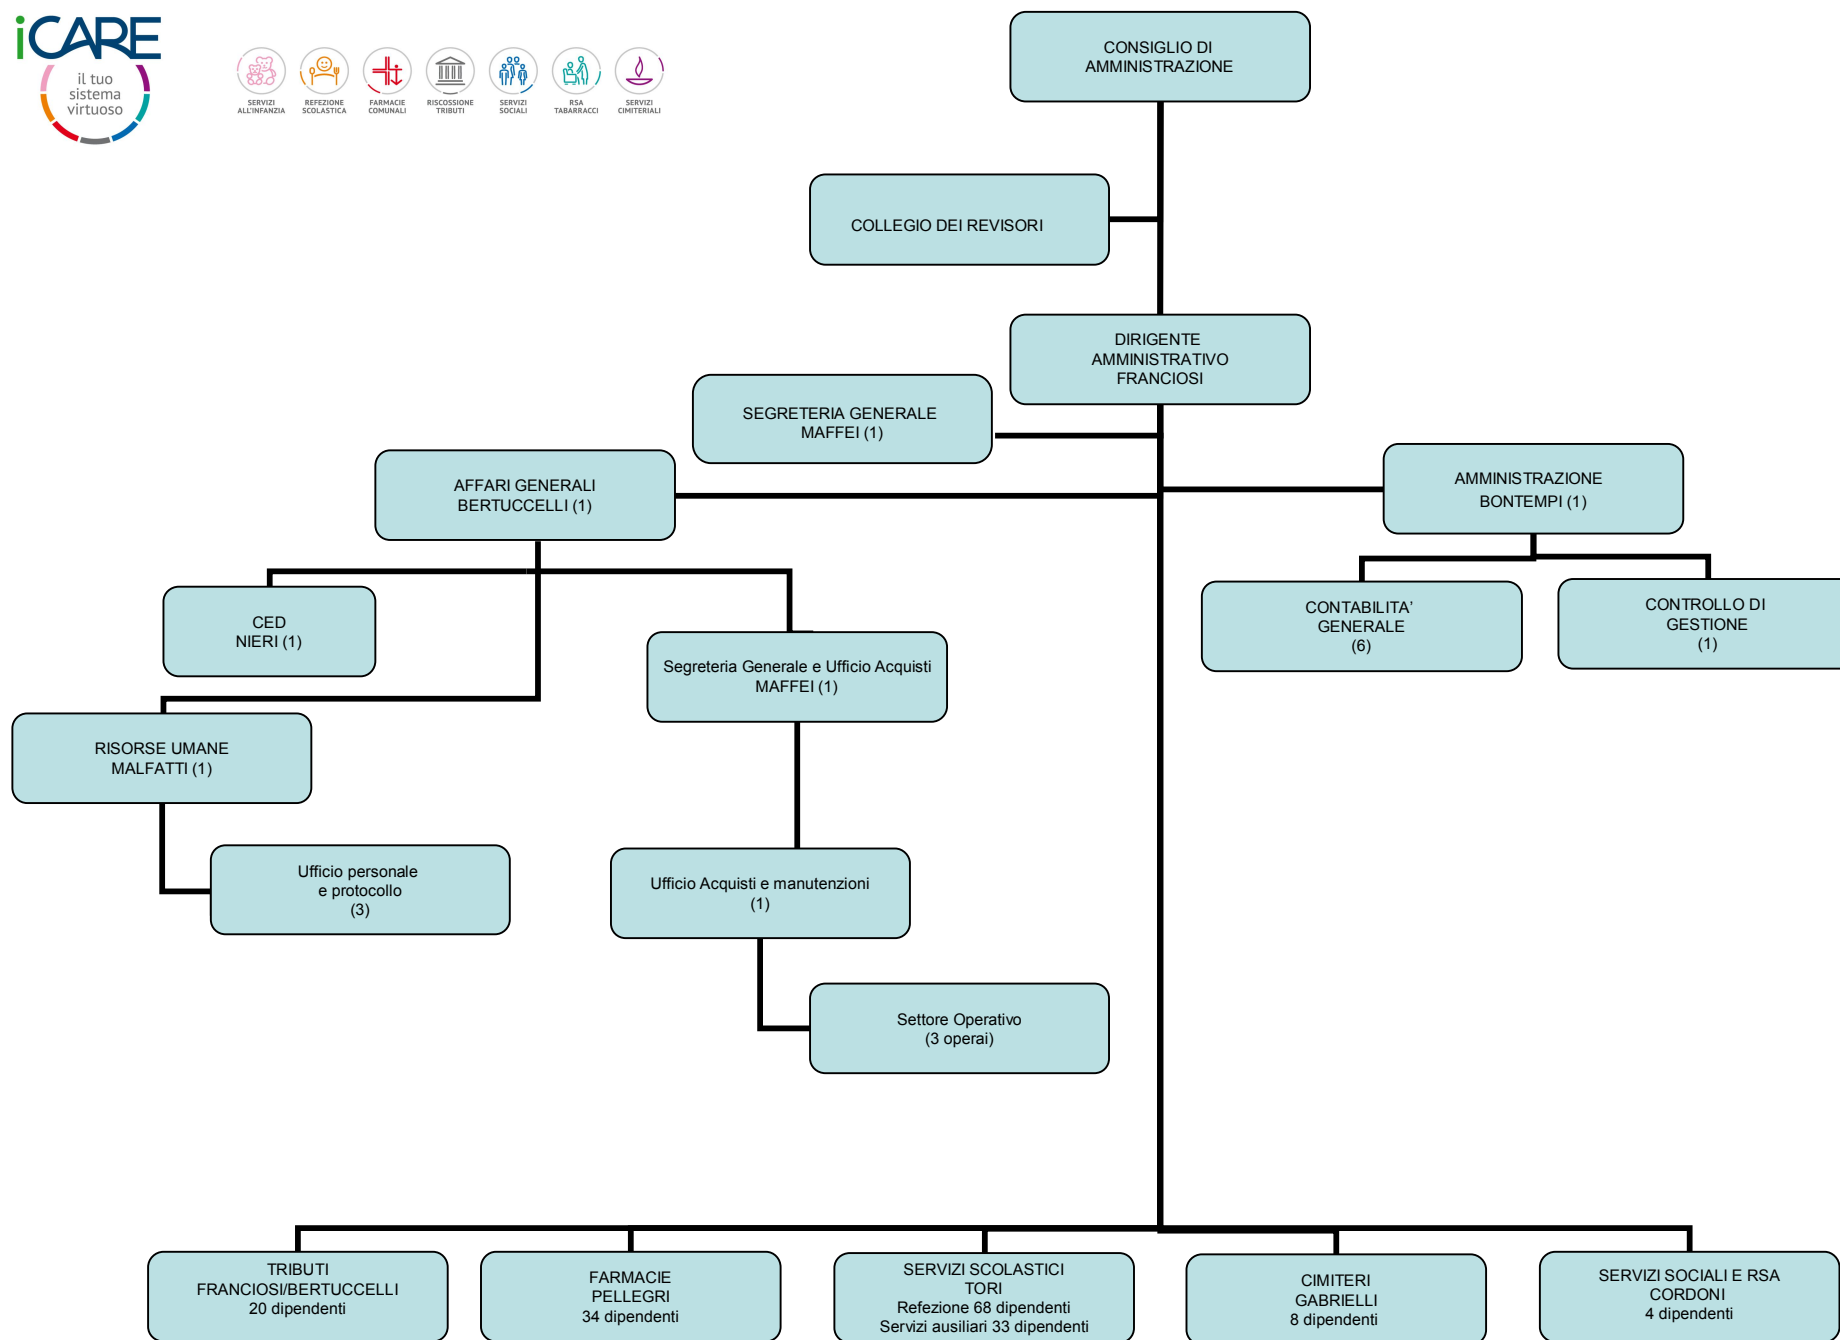 iCARE
il tuo
sistema
virtuoso
SERVIZI
ALL'INFANZIA
REFEZIONE
SCOLASTICA
FARMACIE
COMUNALI
RISCOSSIONE
TRIBUTI
SERVIZI
SOCIALI
RSA
TABARRACCI
SERVIZI
CIMITERIALI
CONSIGLIO DI
AMMINISTRAZIONE
COLLEGIO DEI REVISORI
DIRIGENTE
AMMINISTRATIVO
FRANCIOSI
SEGRETERIA GENERALE
MAFFEI (1)
AFFARI GENERALI
BERTUCCELLI (1)
AMMINISTRAZIONE
BONTEMPI (1)
CED
NIERI (1)
Segreteria Generale e Ufficio Acquisti
MAFFEI (1)
CONTABILITA’
GENERALE
(6)
CONTROLLO DI
GESTIONE
(1)
RISORSE UMANE
MALFATTI (1)
Ufficio personale
e protocollo
(3)
Ufficio Acquisti e manutenzioni
(1)
Settore Operativo
(3 operai)
TRIBUTI
FRANCIOSI/BERTUCCELLI
20 dipendenti
FARMACIE
PELLEGRI
34 dipendenti
SERVIZI SCOLASTICI
TORI
Refezione 68 dipendenti
Servizi ausiliari 33 dipendenti
CIMITERI
GABRIELLI
8 dipendenti
SERVIZI SOCIALI E RSA
CORDONI
4 dipendenti